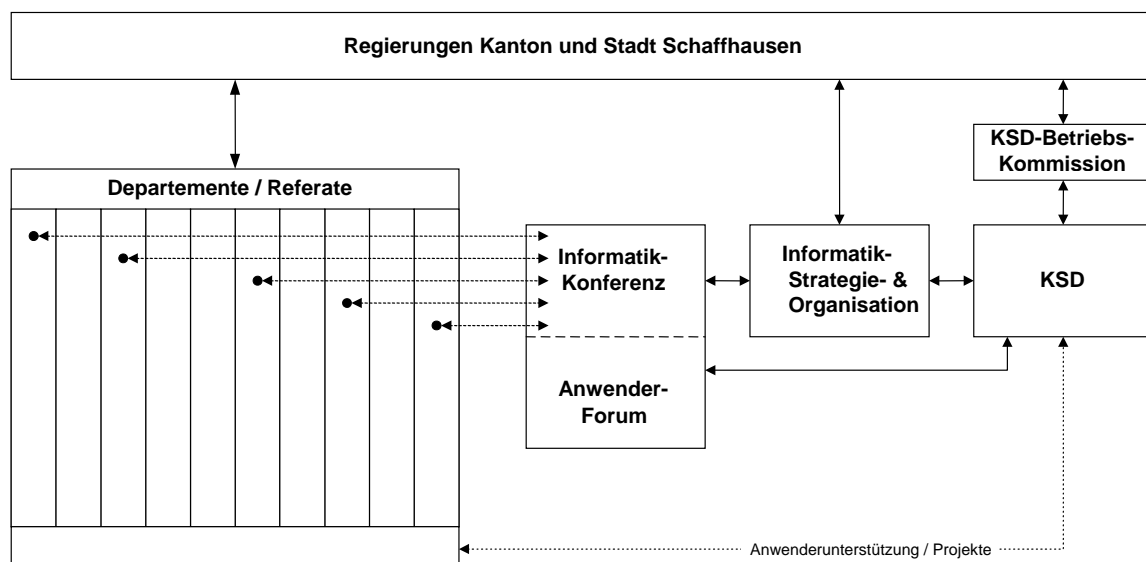 Regierungen Kanton und Stadt Schaffhausen
KSD-Betriebs-
Kommission
Departemente / Referate
Informatik-
Konferenz
Informatik-
Strategie- &
Organisation
KSD
Anwender-
Forum
Anwenderunterstützung / Projekte